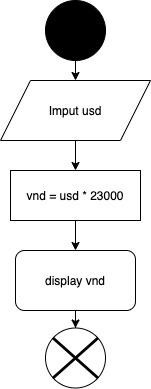 Imput usd
vnd = usd * 23000
display vnd